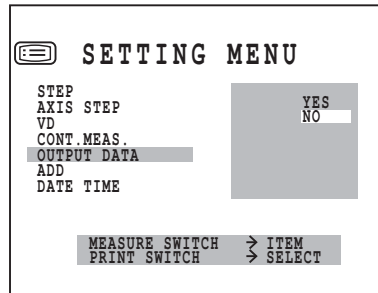 SETTING MENU
STEP
AXIS STEP
VD
CONT.MEAS.
OUTPUT DATA
ADD
DATE TIME
YES
NO
MEASURE SWITCH → ITEM
PRINT SWITCH → SELECT